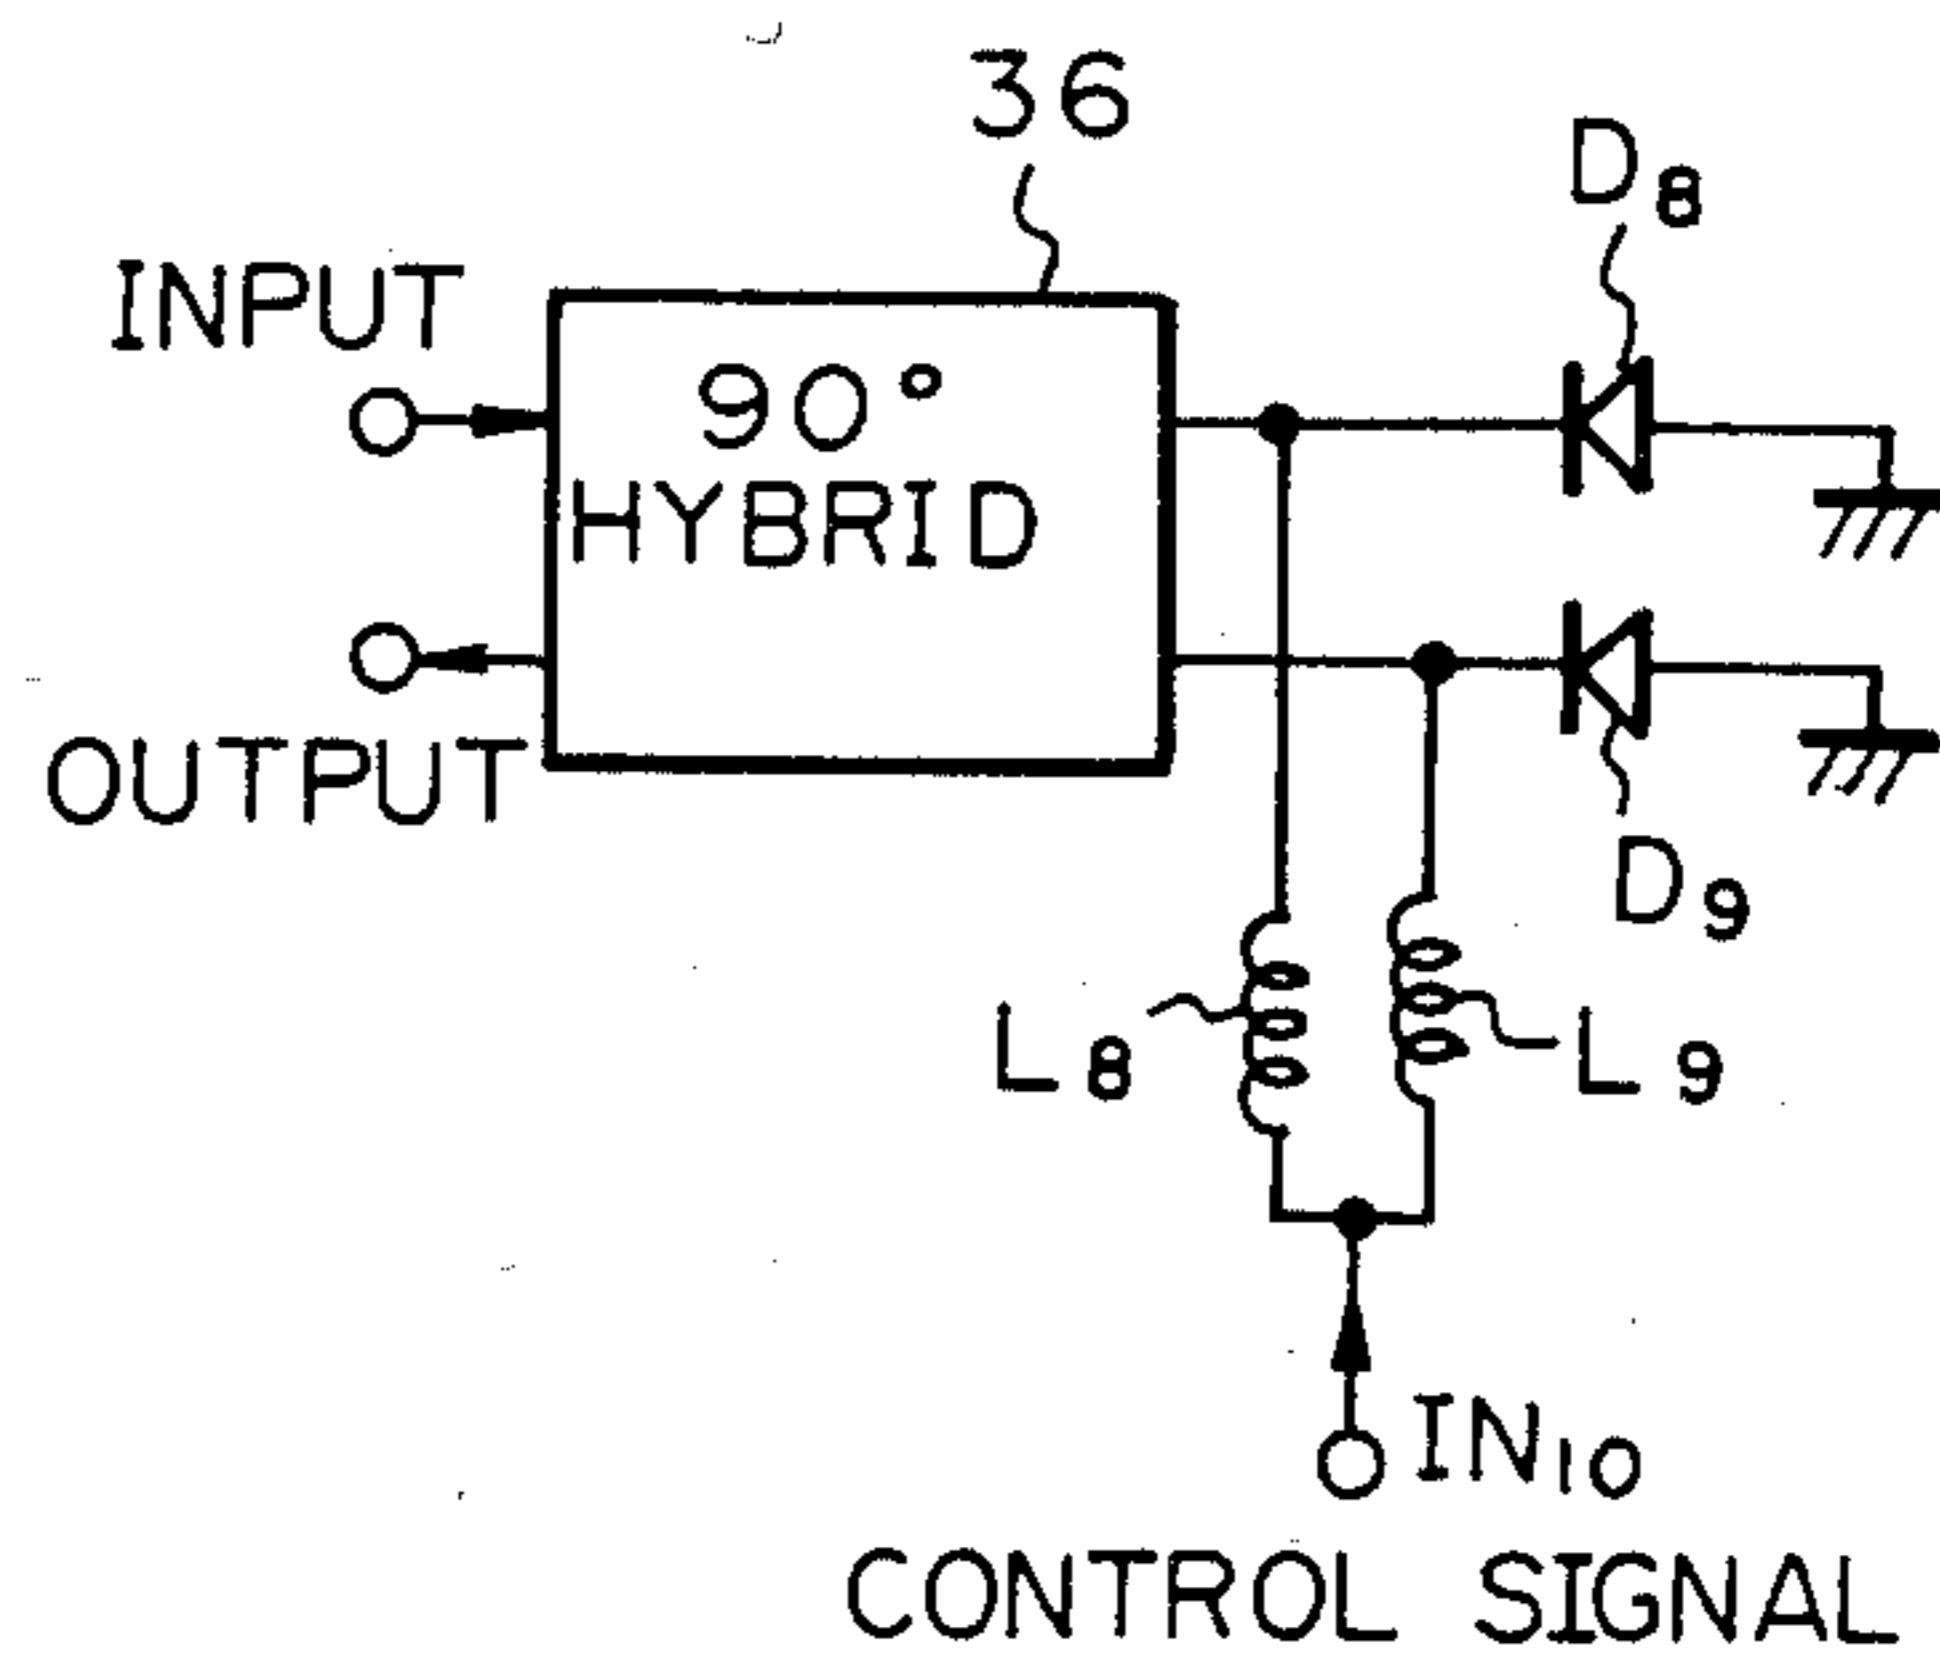 36
D8
INPUT
90°
HYBRID
OUTPUT
D9
L8
L9
IN10
CONTROL SIGNAL